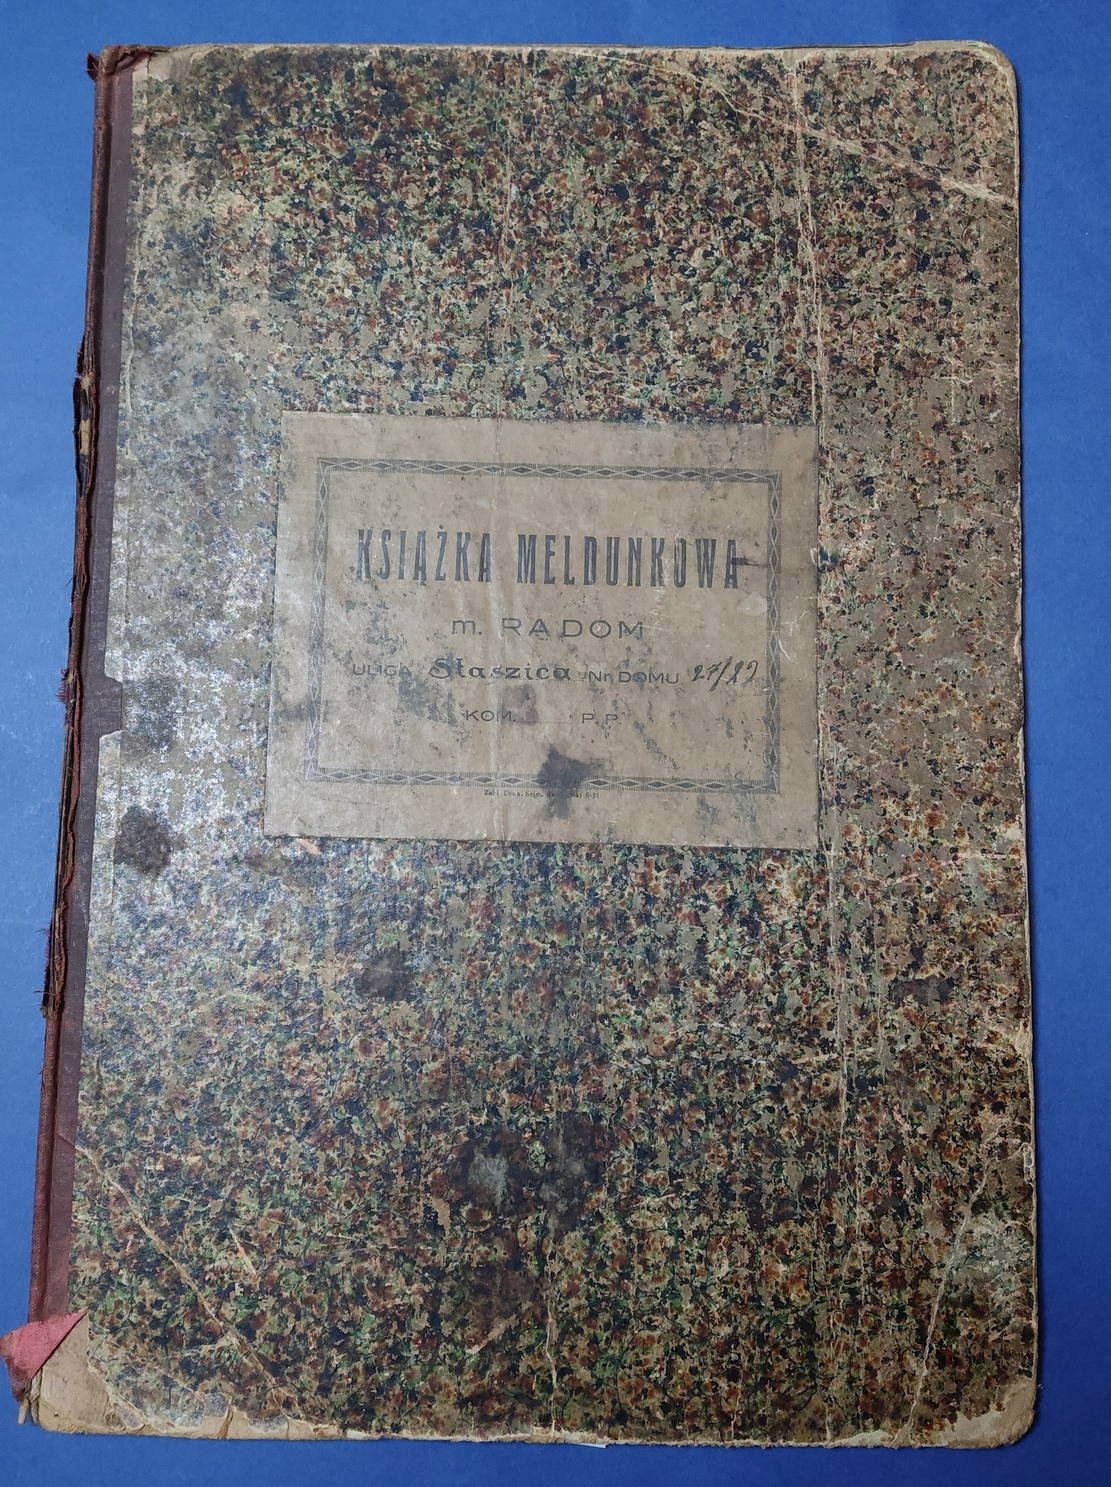 KSIĄŻKA MELDUNKOWA
m. RADOM
ULICA Staszica Nr DOMU
KOM. P.P.